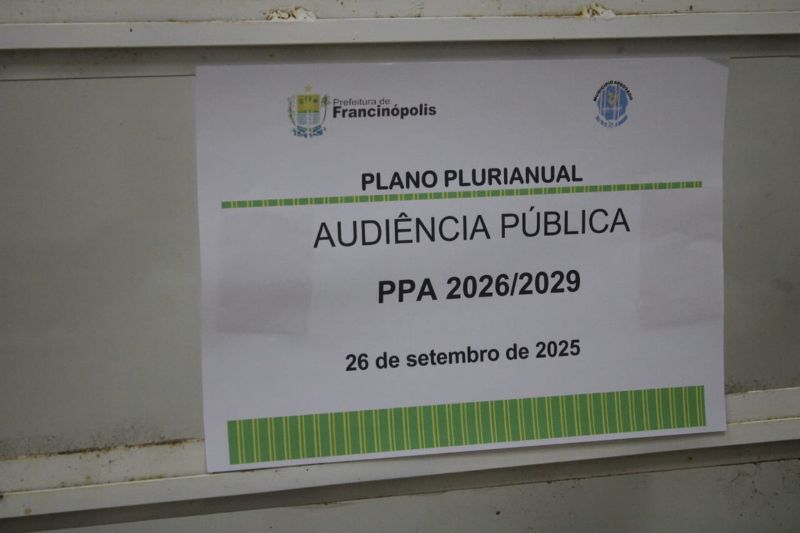 Prefeitura de
Francinópolis
PLANO PLURIANUAL
AUDIÊNCIA PÚBLICA
PPA 2026/2029
26 de setembro de 2025